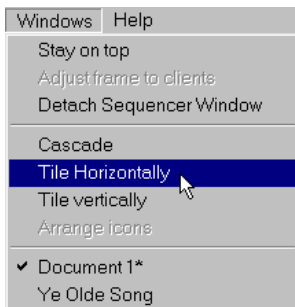 Windows Help
Stay on top
Adjust frame to clients
Detach Sequencer Window
Cascade
Tile Horizontally
Tile vertically
Arrange icons
✔ Document 1*
Ye Olde Song